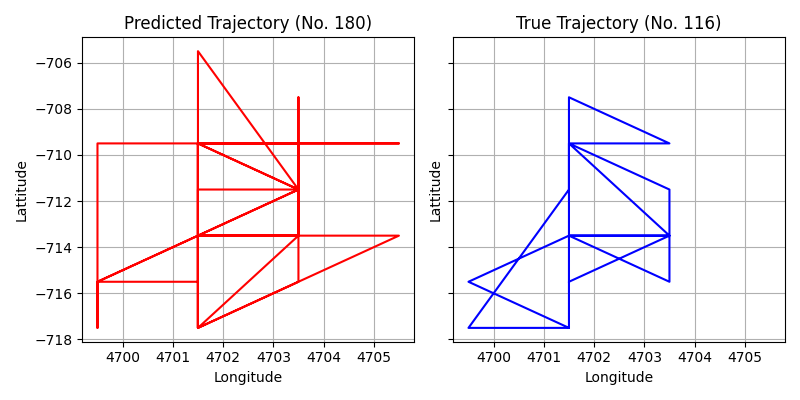 Predicted Trajectory (No. 180)
True Trajectory (No. 116)
Lattitude
−706
−708
−710
−712
−714
−716
−718
4700 4701 4702 4703 4704 4705
Longitude
Lattitude
4700 4701 4702 4703 4704 4705
Longitude